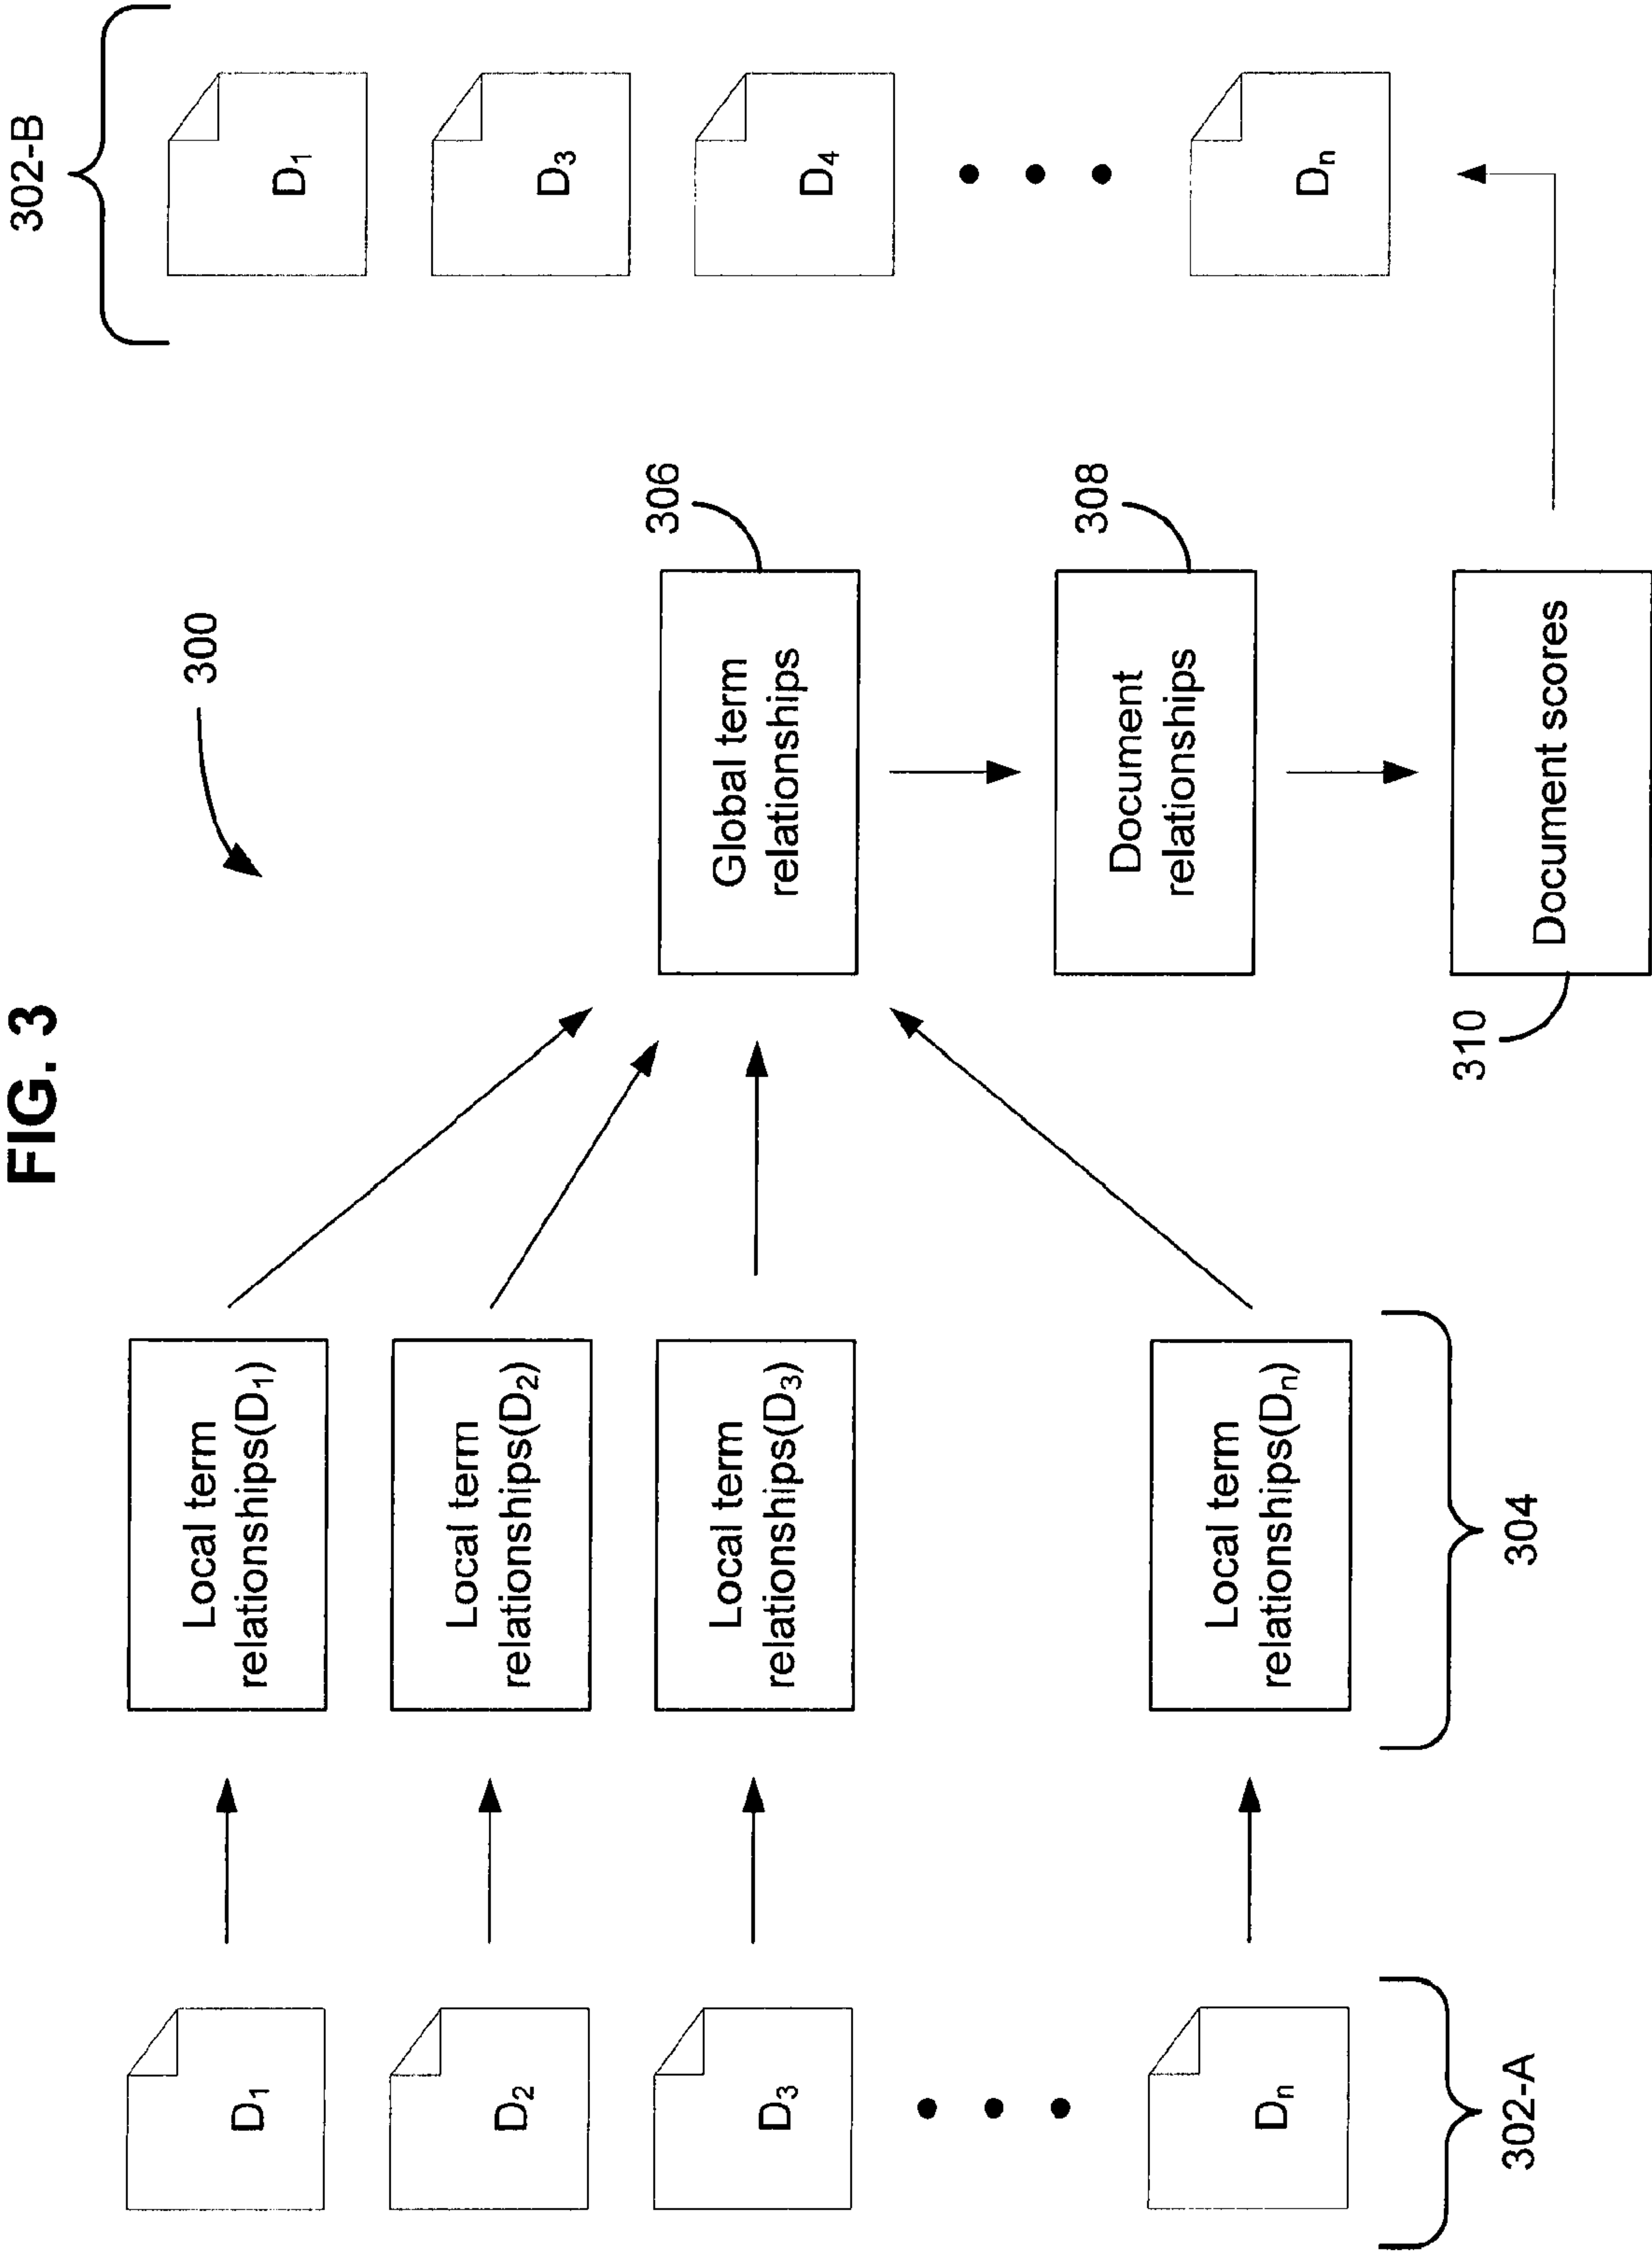 FIG. 3
300
302-B
D1
D2
D3
Dn
302-A
Local term
relationships(D1)
Local term
relationships(D2)
Local term
relationships(D3)
Local term
relationships(Dn)
304
306
Global term
relationships
308
Document
relationships
310
Document scores
D1
D3
D4
Dn